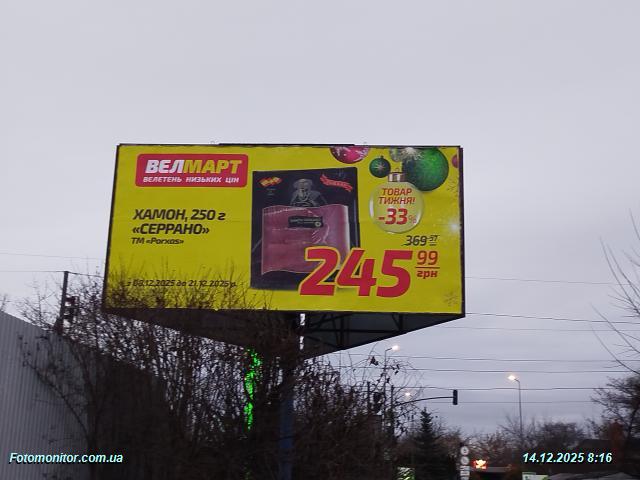 ВЕЛМАРТ
ВЕЛЕТЕНЬ НИЗЬКИХ ЦІН
ХАМОН, 250 г
«СЕРРАНО»
ТМ «Porxas»
з 08.12.2025 до 21.12.2025 р.
ТОВАР
ТИЖНЯ!
-33%
369 57
245 99
грн
Fotomonitor.com.ua
14.12.2025 8:16